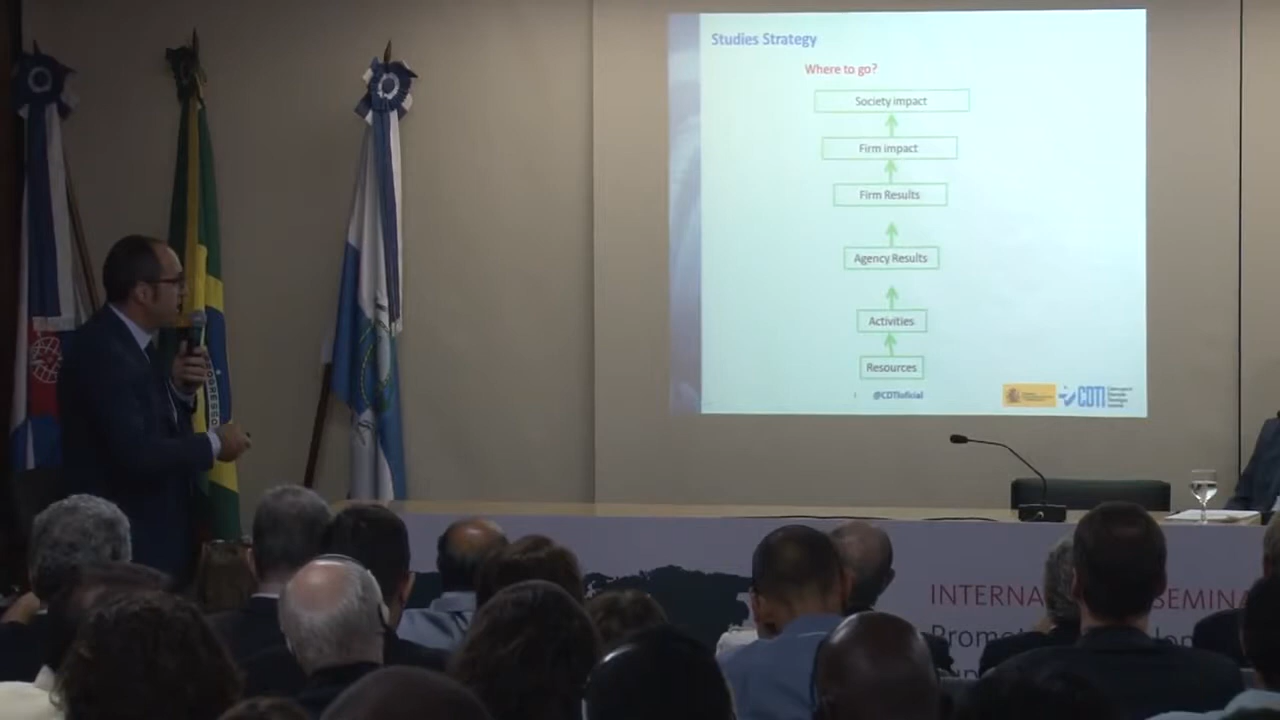 Studies Strategy
Where to go?
Society impact
Firm impact
Firm Results
Agency Results
Activities
Resources
@CDTIoficial
CDTI
INTERNA SEMINA